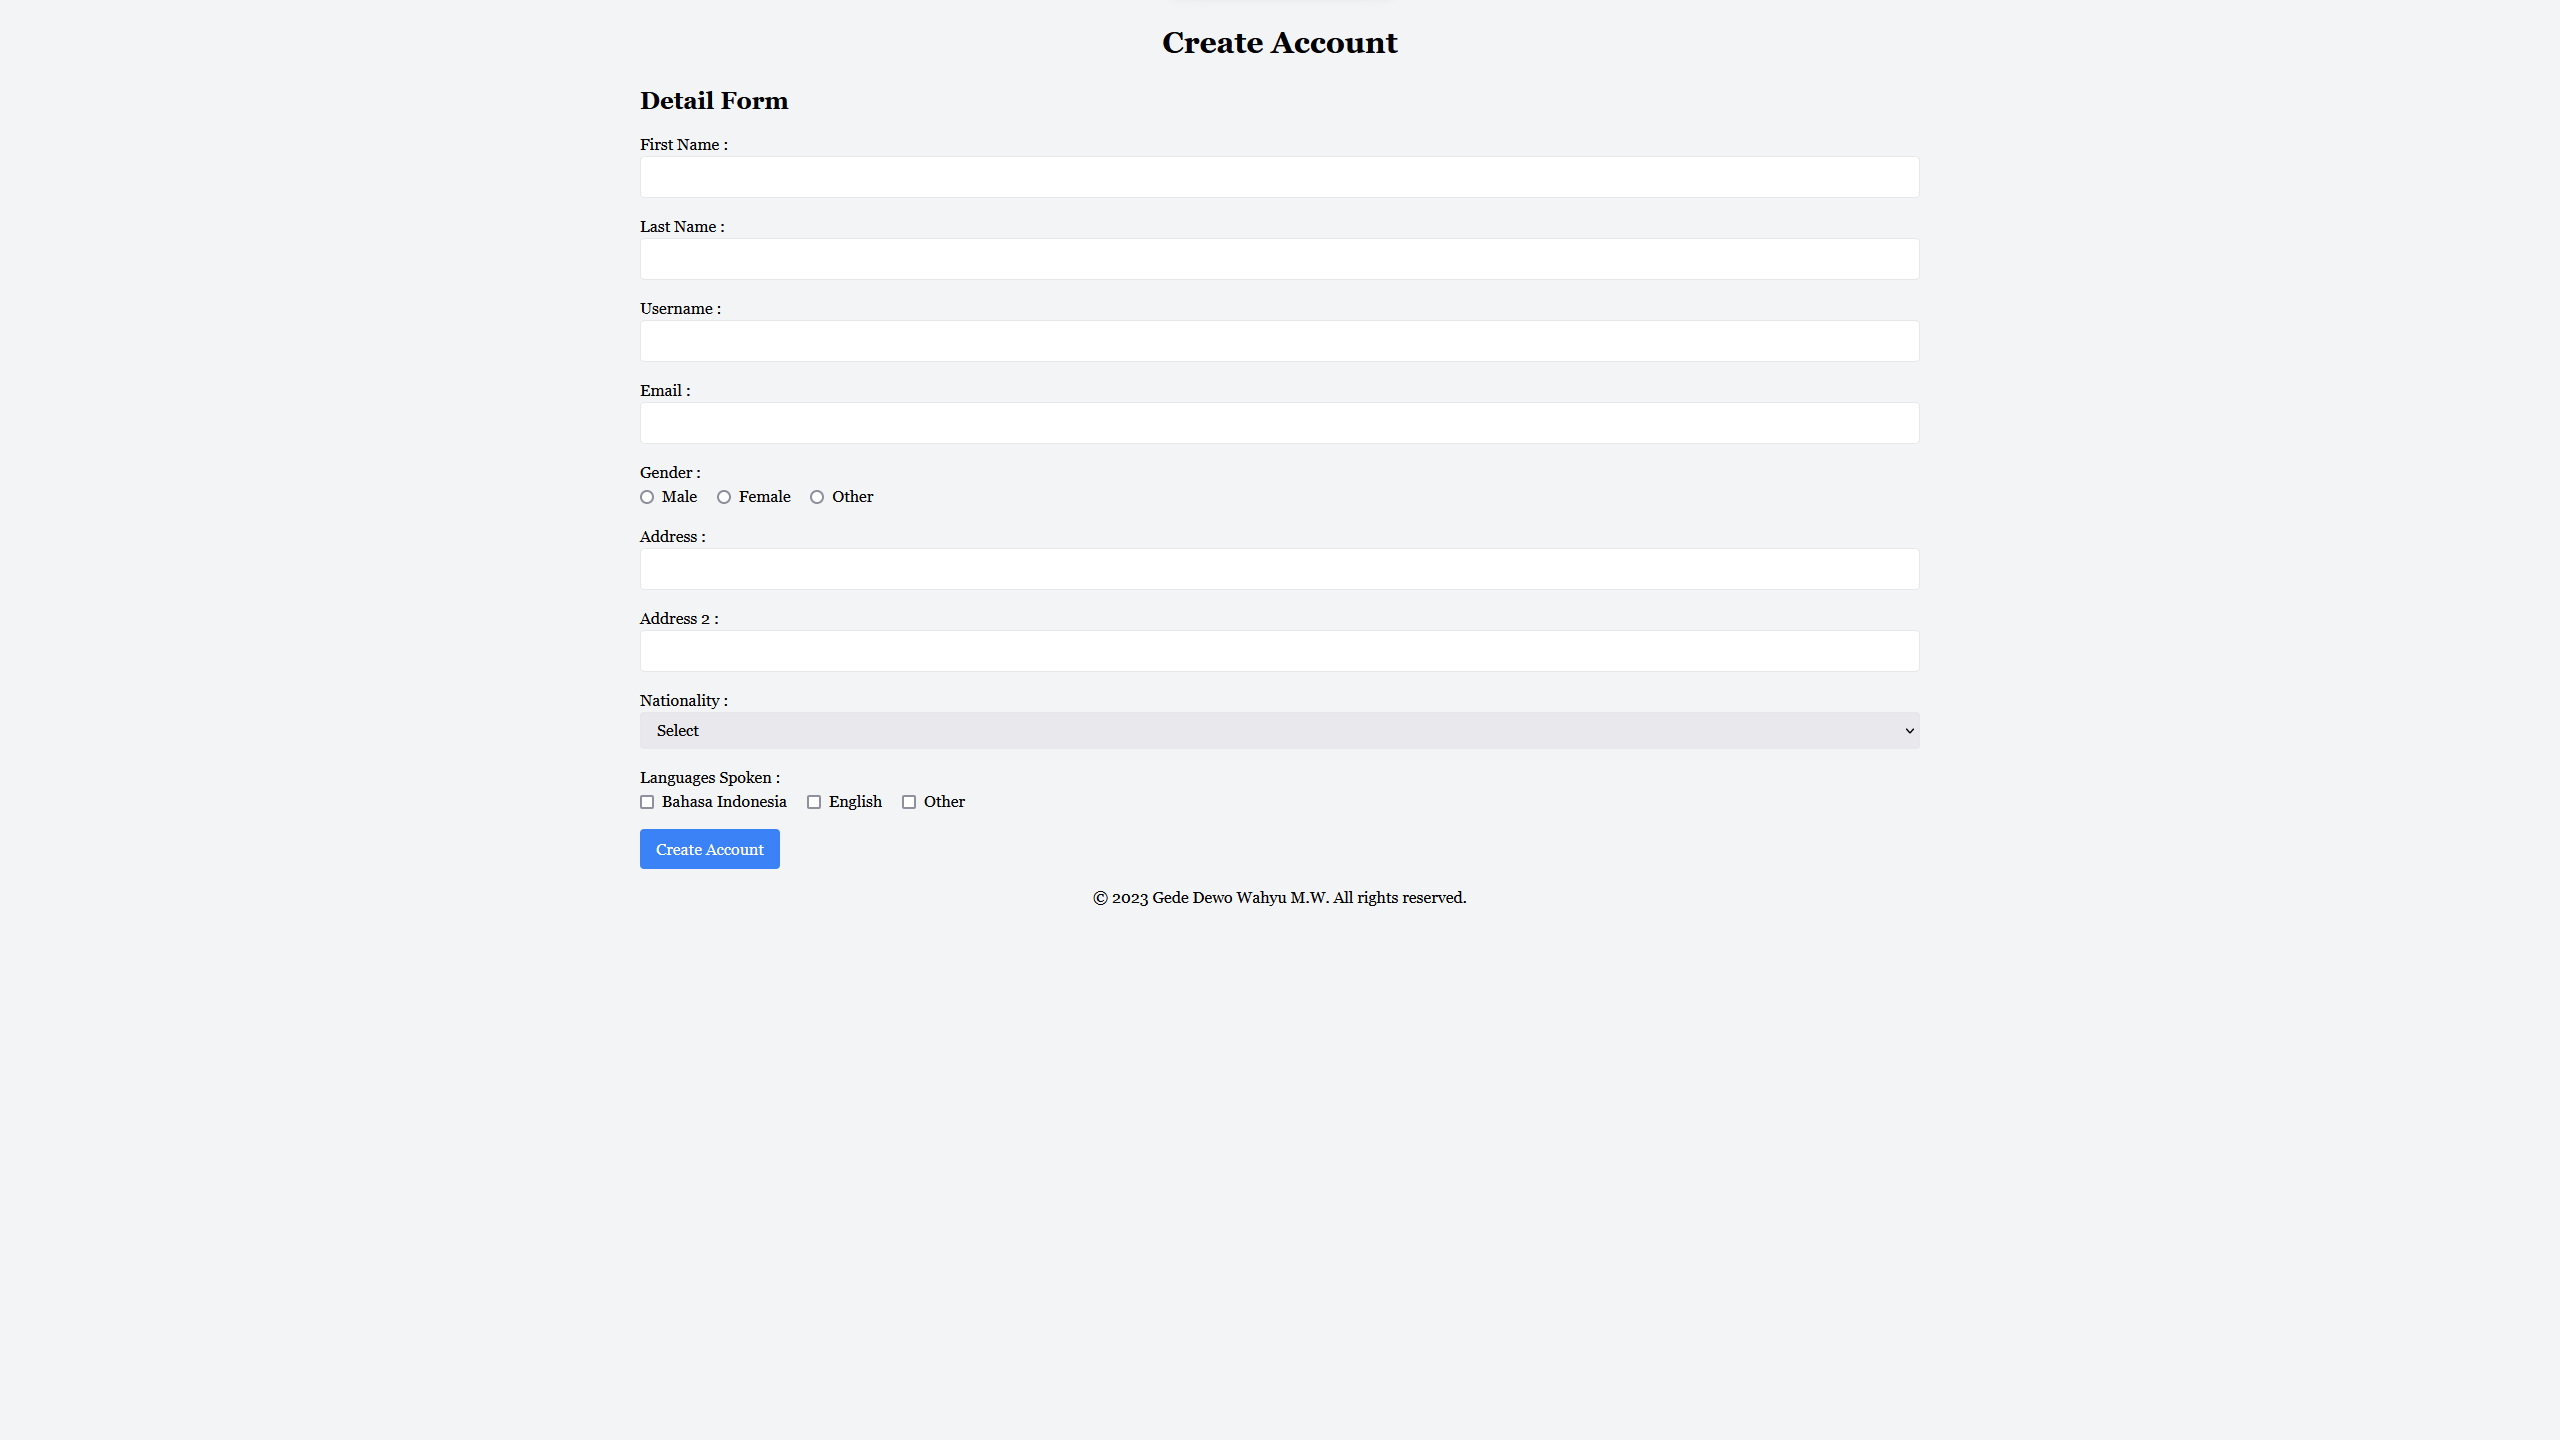 Create Account
Detail Form
First Name :
Last Name :
Username :
Email :
Gender :
Male Female Other
Address :
Address 2 :
Nationality :
Select
Languages Spoken :
Bahasa Indonesia English Other
Create Account
© 2023 Gede Dewo Wahyu M.W. All rights reserved.